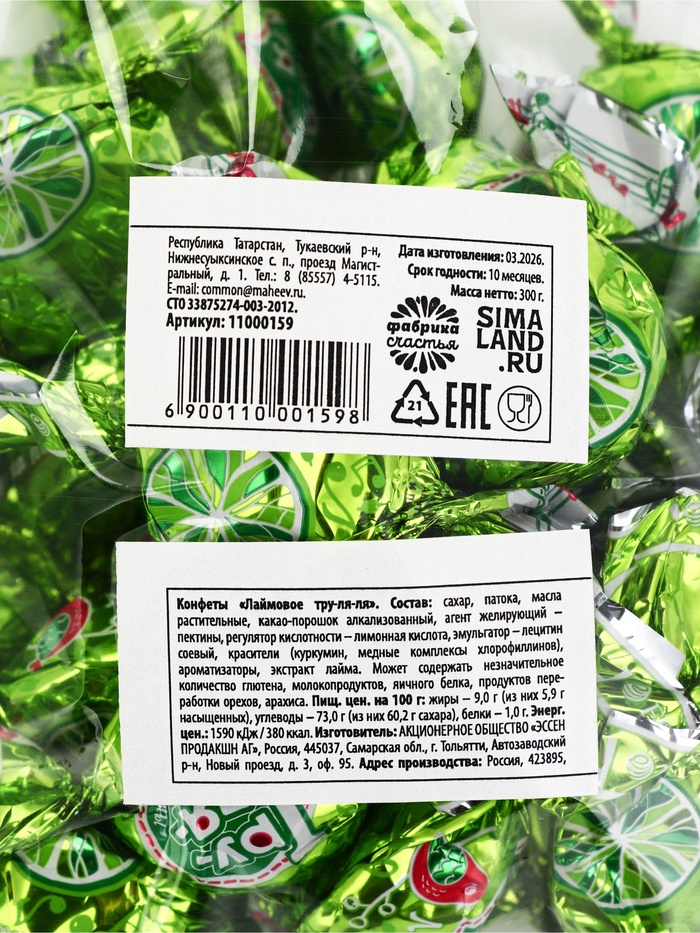 Республика Татарстан, Тукаевский р-н,
Нижнесуыксинское с. п., проезд Магист-
ральный, д. 1. Тел.: 8 (85557) 4-5115.
E-mail: common@maheev.ru.
СТО 33875274-003-2012.
Артикул: 11000159
6 900110 001598
Дата изготовления: 03.2026.
Срок годности: 10 месяцев.
Масса нетто: 300 г.
фабрика
счастья
SIMA
LAND
.RU
21
EAC
Конфеты «Лаймовое тру-ля-ля». Состав: сахар, патока, масла
растительные, какао-порошок алкализованный, агент желирующий –
пектины, регулятор кислотности – лимонная кислота, эмульгатор – лецитин
соевый, красители (куркумин, медные комплексы хлорофиллинов),
ароматизаторы, экстракт лайма. Может содержать незначительное
количество глютена, молокопродуктов, яичного белка, продуктов пере-
работки орехов, арахиса. Пищ. цен. на 100 г: жиры – 9,0 г (из них 5,9 г
насыщенных), углеводы – 73,0 г (из них 60,2 г сахара), белки – 1,0 г. Энерг.
цен.: 1590 кДж / 380 ккал. Изготовитель: АКЦИОНЕРНОЕ ОБЩЕСТВО «ЭССЕН
ПРОДАКШН АГ», Россия, 445037, Самарская обл., г. Тольятти, Автозаводский
р-н, Новый проезд, д. 3, оф. 95. Адрес производства: Россия, 423895,